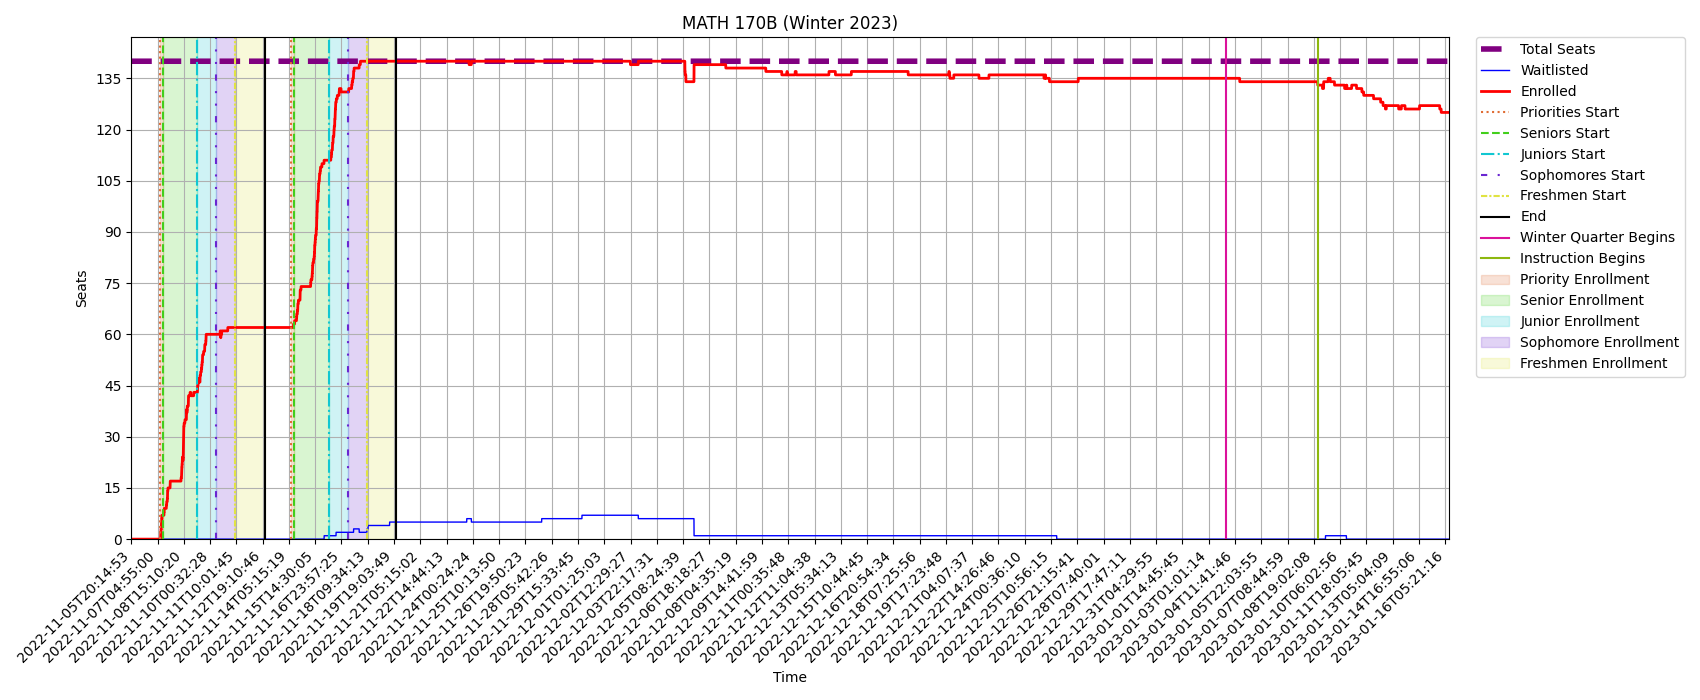 MATH 170B (Winter 2023)
Seats
135
120
105
90
75
60
45
30
15
0
2022-11-05T20:14:53
2022-11-07T04:55:00
2022-11-08T15:10:20
2022-11-10T00:32:28
2022-11-11T10:01:45
2022-11-12T19:10:46
2022-11-14T05:15:19
2022-11-15T14:30:05
2022-11-16T23:57:25
2022-11-18T09:34:13
2022-11-19T19:03:49
2022-11-21T05:15:02
2022-11-22T14:44:13
2022-11-24T00:24:24
2022-11-25T10:13:50
2022-11-26T19:50:23
2022-11-28T05:42:26
2022-11-29T15:33:45
2022-12-01T01:25:03
2022-12-02T12:29:27
2022-12-03T22:17:31
2022-12-05T08:24:39
2022-12-06T18:18:27
2022-12-08T04:35:19
2022-12-09T14:41:59
2022-12-11T00:35:48
2022-12-12T11:04:38
2022-12-13T05:34:13
2022-12-15T10:44:45
2022-12-16T20:54:34
2022-12-18T07:25:56
2022-12-19T17:23:48
2022-12-21T04:07:37
2022-12-22T14:26:46
2022-12-24T00:36:10
2022-12-25T10:56:15
2022-12-26T21:15:41
2022-12-28T07:40:01
2022-12-29T17:47:11
2022-12-31T04:29:55
2023-01-01T14:45:45
2023-01-03T01:01:14
2023-01-04T11:41:46
2023-01-05T22:03:55
2023-01-07T08:44:59
2023-01-08T19:02:08
2023-01-10T06:02:56
2023-01-11T18:05:45
2023-01-13T05:04:09
2023-01-14T16:55:06
2023-01-16T05:21:16
Time
Total Seats
Waitlisted
Enrolled
Priorities Start
Seniors Start
Juniors Start
Sophomores Start
Freshmen Start
End
Winter Quarter Begins
Instruction Begins
Priority Enrollment
Senior Enrollment
Junior Enrollment
Sophomore Enrollment
Freshmen Enrollment